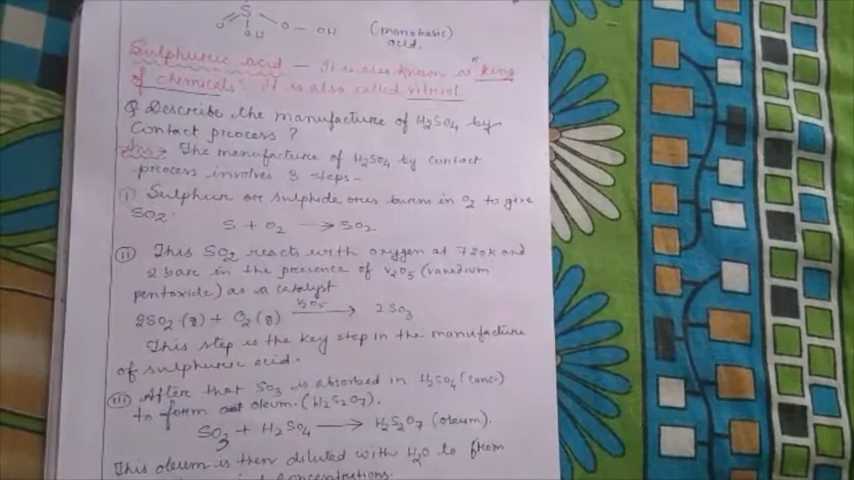 S
O O — OH
OH
(monobasic)
acid.
Sulphuric acid — It is also known as "king
of chemicals". It is also called vitriol.
Q Describe the manufacture of H2SO4 by
Contact process ?
Ans → The manufacture of H2SO4 by contact
process involves 3 steps -
(i) Sulphur or sulphide ores burns in O2 to give
SO2.
S + O2 → SO2
(ii) This SO2 reacts with oxygen at 720K and
2 bar in the presence of V2O5 (vanedium
pentoxide) as a catalyst
V2O5
2SO2 (g) + O2 (g) → 2SO3
This step is the key step in the manufacture
of sulphuric acid.
(iii) After that SO3 is absorbed in H2SO4 (conc)
to form oleum. (H2S2O7).
SO3 + H2SO4 → H2S2O7 (oleum).
This oleum is then diluted with H2O to from
concentrations.